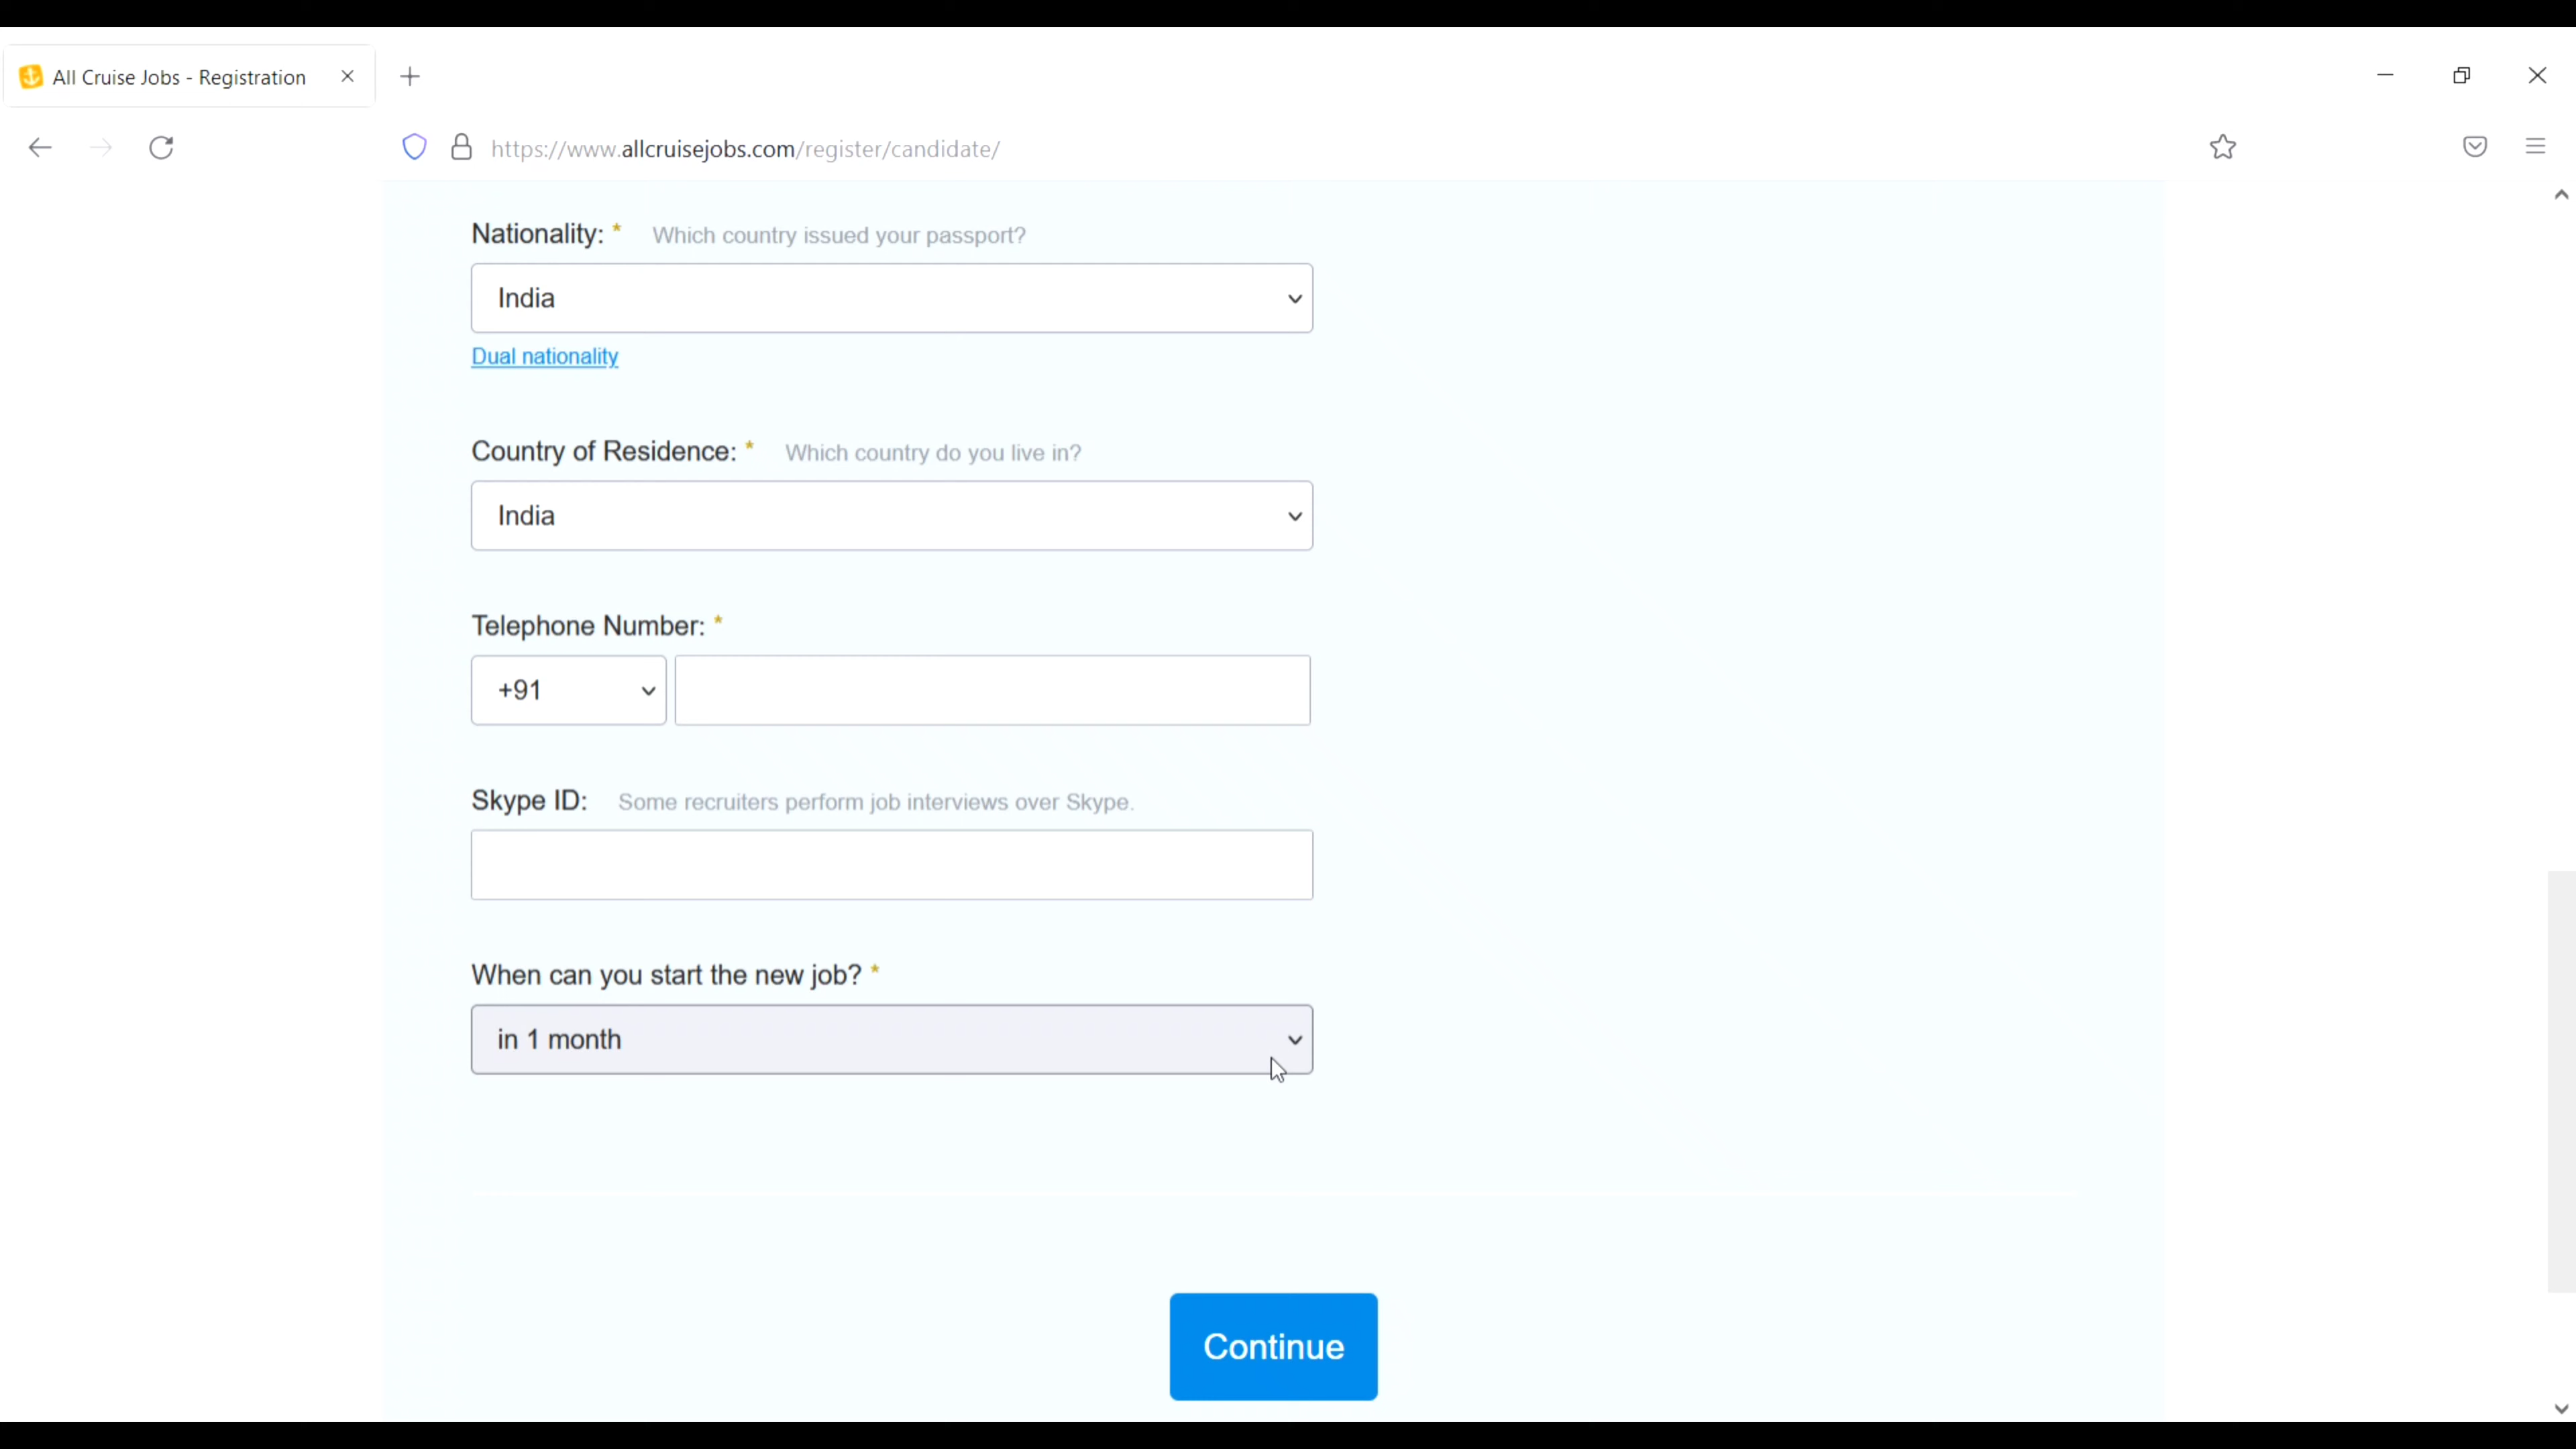 All Cruise Jobs - Registration
https://www.allcruisejobs.com/register/candidate/
Nationality: * Which country issued your passport?
India
Dual nationality
Country of Residence: * Which country do you live in?
India
Telephone Number: *
+91
Skype ID: Some recruiters perform job interviews over Skype.
When can you start the new job? *
in 1 month
Continue